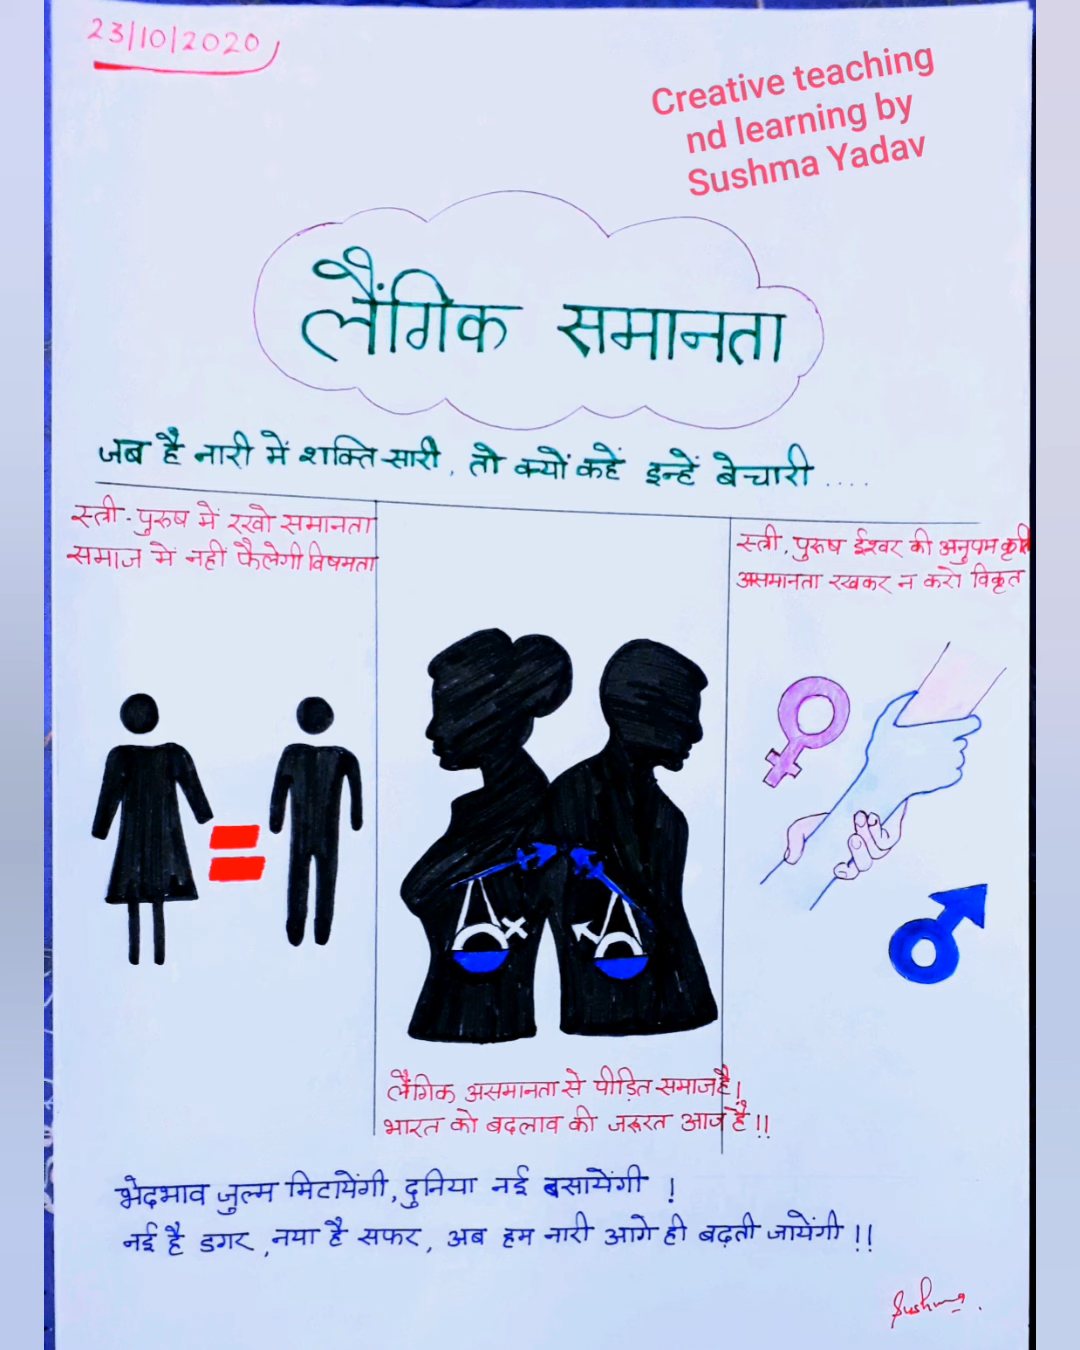 23/10/2020
Creative teaching
nd learning by
Sushma Yadav
लैंगिक समानता
जब है नारी में शक्ति सारी, तो क्यों कहें इन्हें बेचारी ....
स्त्री-पुरुष में रखो समानता
समाज में नही फैलेगी विषमता
स्त्री, पुरुष ईश्वर की अनुपम कृति
असमानता रखकर न करो विकृत
लैंगिक असमानता से पीड़ित समाज है।
भारत को बदलाव की जरूरत आज है !!
भेदभाव जुल्म मिटायेंगी, दुनिया नई बसायेंगी !
नई है डगर, नया है सफर, अब हम नारी आगे ही बढ़ती जायेंगी !!
Sushma